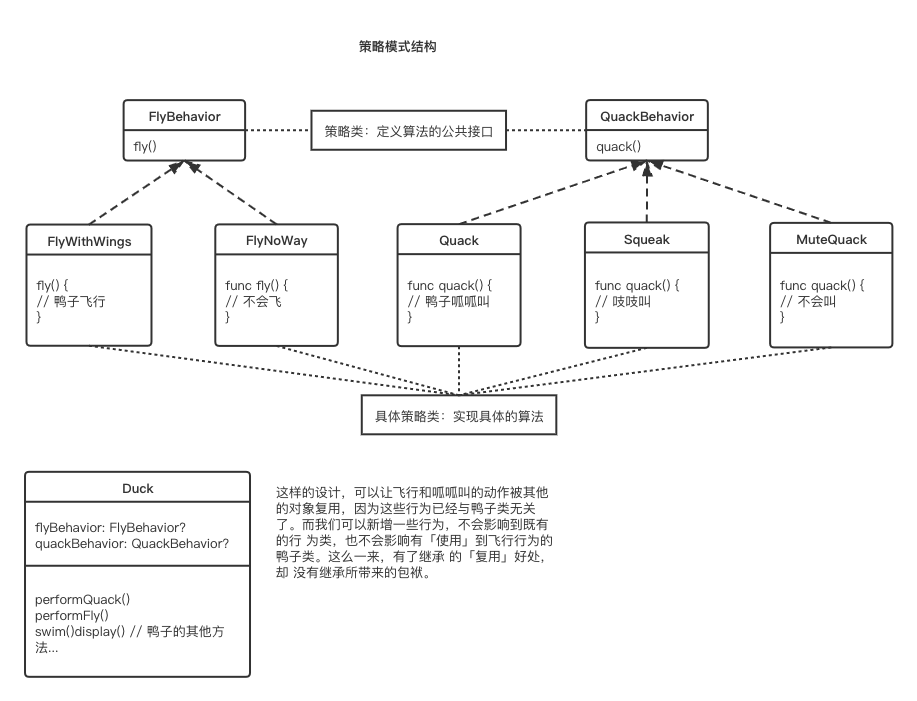 策略模式结构
FlyBehavior
fly()
策略类：定义算法的公共接口
QuackBehavior
quack()
FlyWithWings
fly() {
// 鸭子飞行
}
FlyNoWay
func fly() {
// 不会飞
}
Quack
func quack() {
// 鸭子呱呱叫
}
Squeak
func quack() {
// 吱吱叫
}
MuteQuack
func quack() {
// 不会叫
}
具体策略类：实现具体的算法
Duck
flyBehavior: FlyBehavior?
quackBehavior: QuackBehavior?
performQuack()
performFly()
swim()display() // 鸭子的其他方
法...
这样的设计，可以让飞行和呱呱叫的动作被其他
的对象复用，因为这些行为已经与鸭子类无关
了。而我们可以新增一些行为，不会影响到既有
的行 为类，也不会影响有「使用」到飞行行为的
鸭子类。这么一来，有了继承 的「复用」好处，
却 没有继承所带来的包袱。